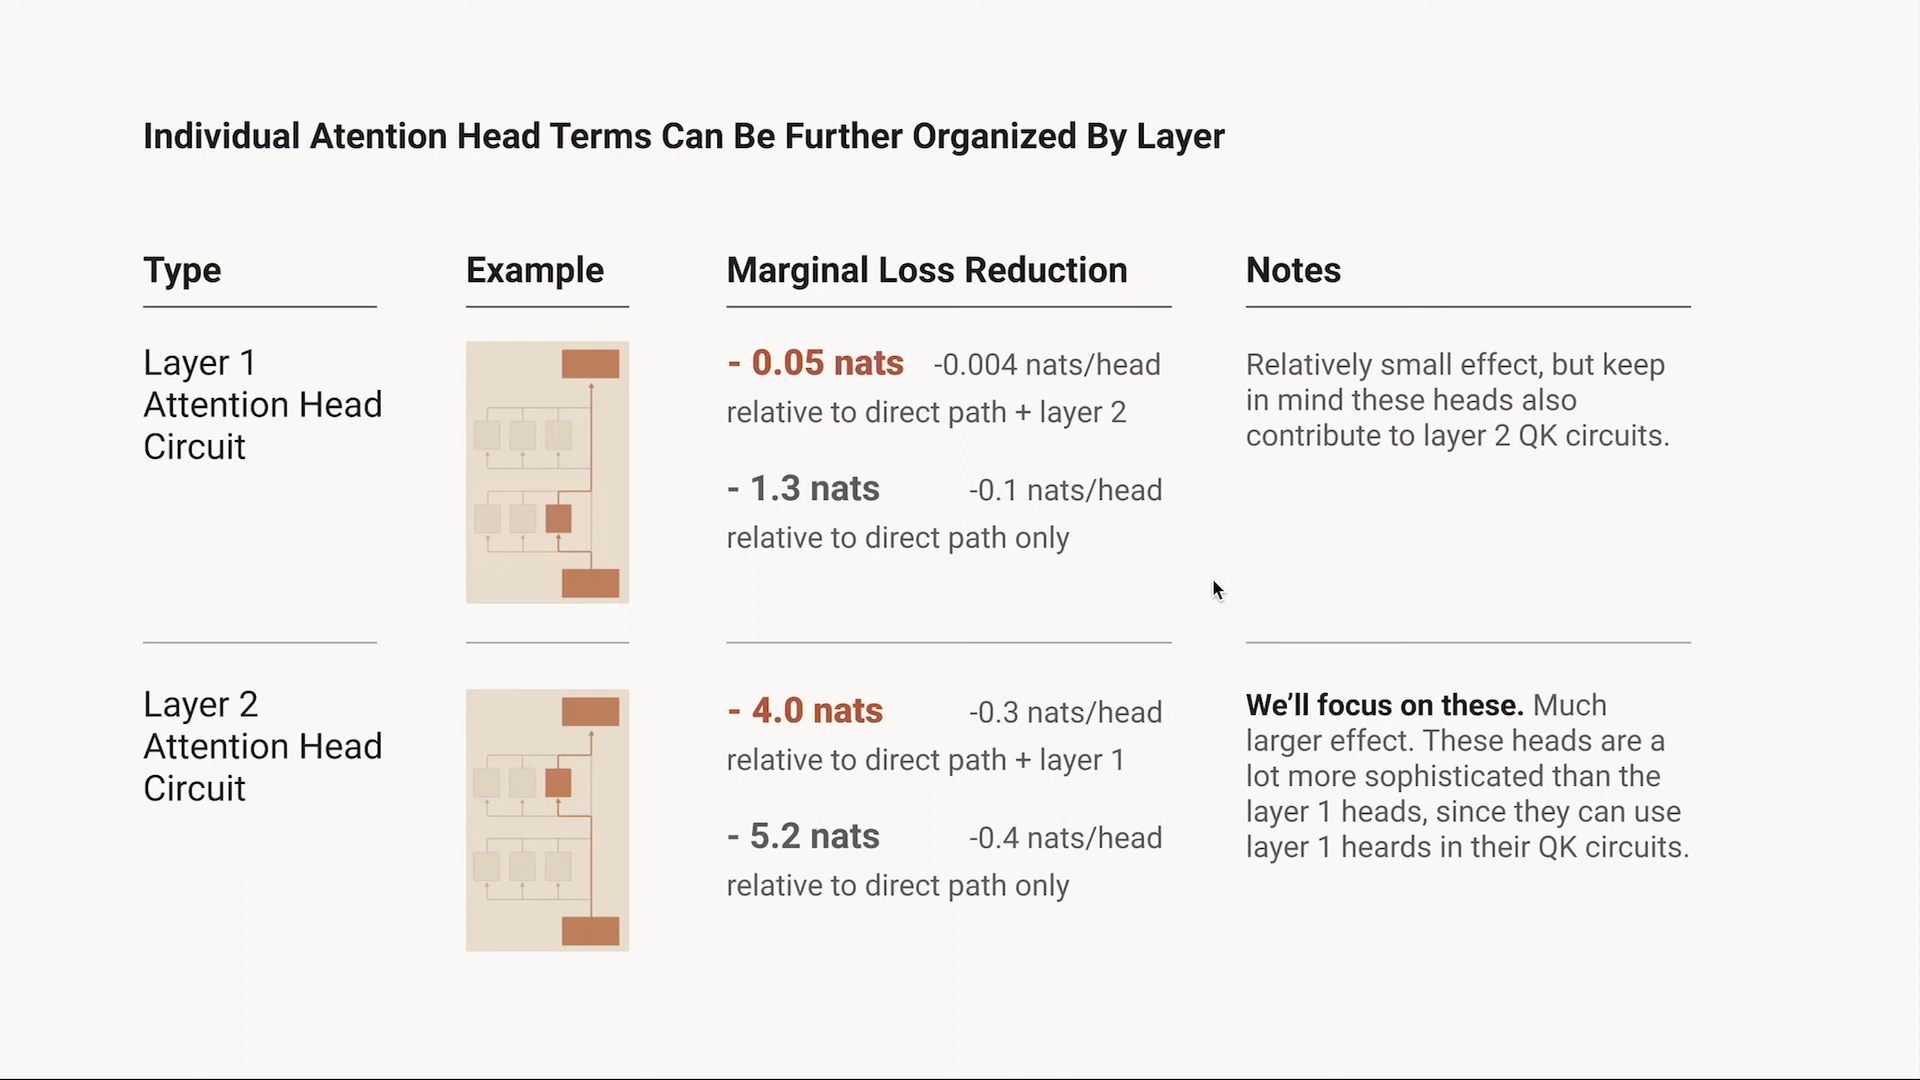 Individual Atention Head Terms Can Be Further Organized By Layer
Type
Example
Marginal Loss Reduction
Notes
Layer 1
Attention Head
Circuit
- 0.05 nats -0.004 nats/head
relative to direct path + layer 2
- 1.3 nats -0.1 nats/head
relative to direct path only
Relatively small effect, but keep
in mind these heads also
contribute to layer 2 QK circuits.
Layer 2
Attention Head
Circuit
- 4.0 nats -0.3 nats/head
relative to direct path + layer 1
- 5.2 nats -0.4 nats/head
relative to direct path only
We’ll focus on these. Much
larger effect. These heads are a
lot more sophisticated than the
layer 1 heads, since they can use
layer 1 heards in their QK circuits.